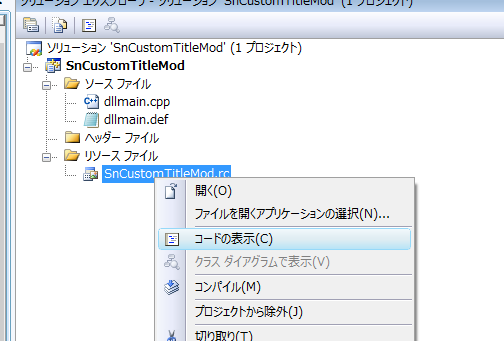 ソリューション エクスプローラ - ソリューション 'SnCustomTitleMod' (1 プロジェクト)
ソリューション 'SnCustomTitleMod' (1 プロジェクト)
SnCustomTitleMod
ソース ファイル
dllmain.cpp
dllmain.def
ヘッダー ファイル
リソース ファイル
SnCustomTitleMod.rc
開く(O)
ファイルを開くアプリケーションの選択(N)...
コードの表示(C)
クラス ダイアグラムで表示(V)
コンパイル(M)
プロジェクトから除外(J)
切り取り(T)